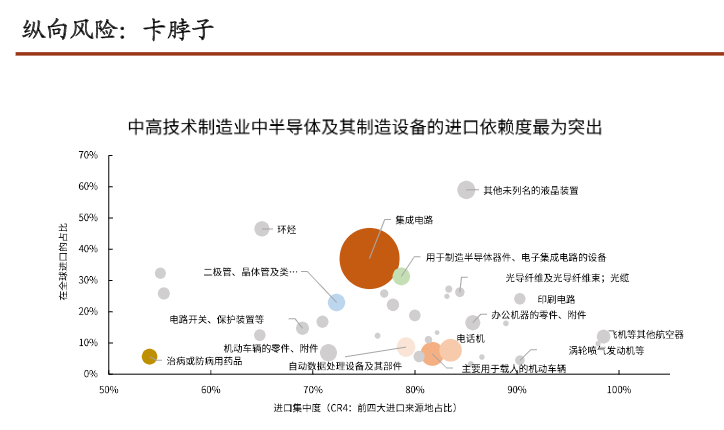 纵向风险：卡脖子
中高技术制造业中半导体及其制造设备的进口依赖度最为突出
70%
60%
50%
40%
30%
20%
10%
0%
在全球进口的占比
其他未列名的液晶装置
集成电路
环烃
用于制造半导体器件、电子集成电路的设备
二极管、晶体管及类…
光导纤维及光导纤维束；光缆
印刷电路
电路开关、保护装置等
办公机器的零件、附件
飞机等其他航空器
电话机
机动车辆的零件、附件
涡轮喷气发动机等
治病或防病用药品
自动数据处理设备及其部件
主要用于载人的机动车辆
50%
60%
70%
80%
90%
100%
进口集中度（CR4：前四大进口来源地占比）